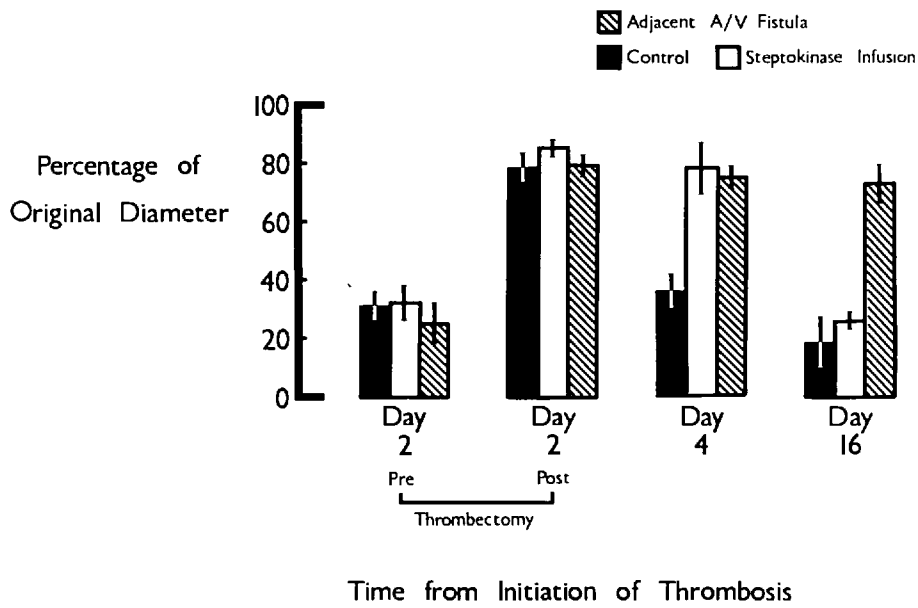 Adjacent A/V Fistula
Control Steptokinase Infusion
Percentage of
Original Diameter
100
80
60
40
20
0
Day Day Day Day
2 2 4 16
Pre Post
Thrombectomy
Time from Initiation of Thrombosis